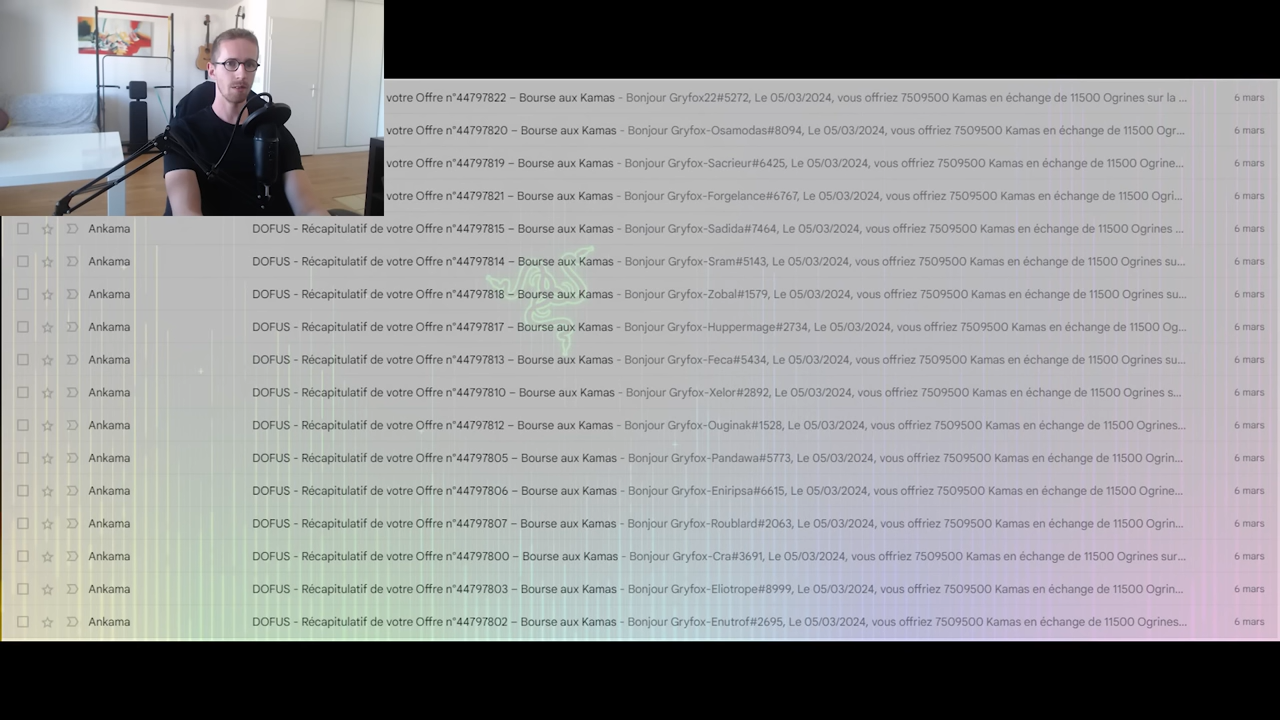 votre Offre n°44797822 – Bourse aux Kamas - Bonjour Gryfox22#5272, Le 05/03/2024, vous offriez 7509500 Kamas en échange de 11500 Ogrines sur la ... 6 mars
votre Offre n°44797820 – Bourse aux Kamas - Bonjour Gryfox-Osamodas#8094, Le 05/03/2024, vous offriez 7509500 Kamas en échange de 11500 Ogr... 6 mars
votre Offre n°44797819 – Bourse aux Kamas - Bonjour Gryfox-Sacrieur#6425, Le 05/03/2024, vous offriez 7509500 Kamas en échange de 11500 Ogrine... 6 mars
votre Offre n°44797821 – Bourse aux Kamas - Bonjour Gryfox-Forgelance#6767, Le 05/03/2024, vous offriez 7509500 Kamas en échange de 11500 Ogri... 6 mars
Ankama DOFUS - Récapitulatif de votre Offre n°44797815 – Bourse aux Kamas - Bonjour Gryfox-Sadida#7464, Le 05/03/2024, vous offriez 7509500 Kamas en échange de 11500 Ogrines ... 6 mars
Ankama DOFUS - Récapitulatif de votre Offre n°44797814 – Bourse aux Kamas - Bonjour Gryfox-Sram#5143, Le 05/03/2024, vous offriez 7509500 Kamas en échange de 11500 Ogrines su... 6 mars
Ankama DOFUS - Récapitulatif de votre Offre n°44797818 – Bourse aux Kamas - Bonjour Gryfox-Zobal#1579, Le 05/03/2024, vous offriez 7509500 Kamas en échange de 11500 Ogrines su... 6 mars
Ankama DOFUS - Récapitulatif de votre Offre n°44797817 – Bourse aux Kamas - Bonjour Gryfox-Huppermage#2734, Le 05/03/2024, vous offriez 7509500 Kamas en échange de 11500 Og... 6 mars
Ankama DOFUS - Récapitulatif de votre Offre n°44797813 – Bourse aux Kamas - Bonjour Gryfox-Feca#5434, Le 05/03/2024, vous offriez 7509500 Kamas en échange de 11500 Ogrines su... 6 mars
Ankama DOFUS - Récapitulatif de votre Offre n°44797810 – Bourse aux Kamas - Bonjour Gryfox-Xelor#2892, Le 05/03/2024, vous offriez 7509500 Kamas en échange de 11500 Ogrines s... 6 mars
Ankama DOFUS - Récapitulatif de votre Offre n°44797812 – Bourse aux Kamas - Bonjour Gryfox-Ouginak#1528, Le 05/03/2024, vous offriez 7509500 Kamas en échange de 11500 Ogrines... 6 mars
Ankama DOFUS - Récapitulatif de votre Offre n°44797805 – Bourse aux Kamas - Bonjour Gryfox-Pandawa#5773, Le 05/03/2024, vous offriez 7509500 Kamas en échange de 11500 Ogrin... 6 mars
Ankama DOFUS - Récapitulatif de votre Offre n°44797806 – Bourse aux Kamas - Bonjour Gryfox-Eniripsa#6615, Le 05/03/2024, vous offriez 7509500 Kamas en échange de 11500 Ogrine... 6 mars
Ankama DOFUS - Récapitulatif de votre Offre n°44797807 – Bourse aux Kamas - Bonjour Gryfox-Roublard#2063, Le 05/03/2024, vous offriez 7509500 Kamas en échange de 11500 Ogrin... 6 mars
Ankama DOFUS - Récapitulatif de votre Offre n°44797800 – Bourse aux Kamas - Bonjour Gryfox-Cra#3691, Le 05/03/2024, vous offriez 7509500 Kamas en échange de 11500 Ogrines sur... 6 mars
Ankama DOFUS - Récapitulatif de votre Offre n°44797803 – Bourse aux Kamas - Bonjour Gryfox-Eliotrope#8999, Le 05/03/2024, vous offriez 7509500 Kamas en échange de 11500 Ogrin... 6 mars
Ankama DOFUS - Récapitulatif de votre Offre n°44797802 – Bourse aux Kamas - Bonjour Gryfox-Enutrof#2695, Le 05/03/2024, vous offriez 7509500 Kamas en échange de 11500 Ogrines... 6 mars